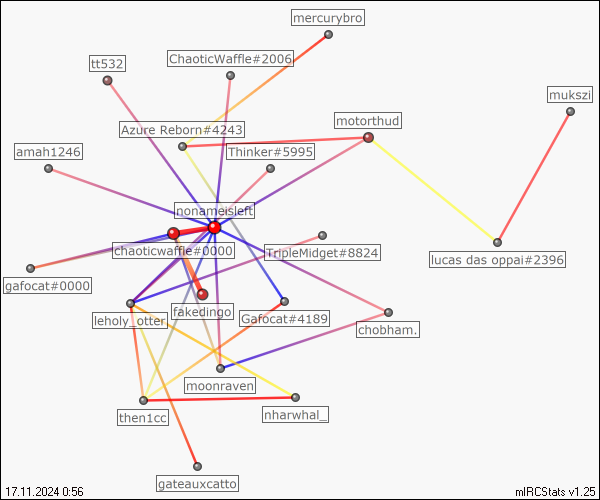 mercurybro
tt532
ChaoticWaffle#2006
mukszi
Azure Reborn#4243
motorthud
amah1246
Thinker#5995
nonameisleft
chaoticwaffle#0000
TripleMidget#8824
lucas das oppai#2396
gafocat#0000
leholy_otter
fakedingo
Gafocat#4189
chobham.
moonraven
then1cc
nharwhal_
gateauxcatto
17.11.2024 0:56
mIRCStats v1.25